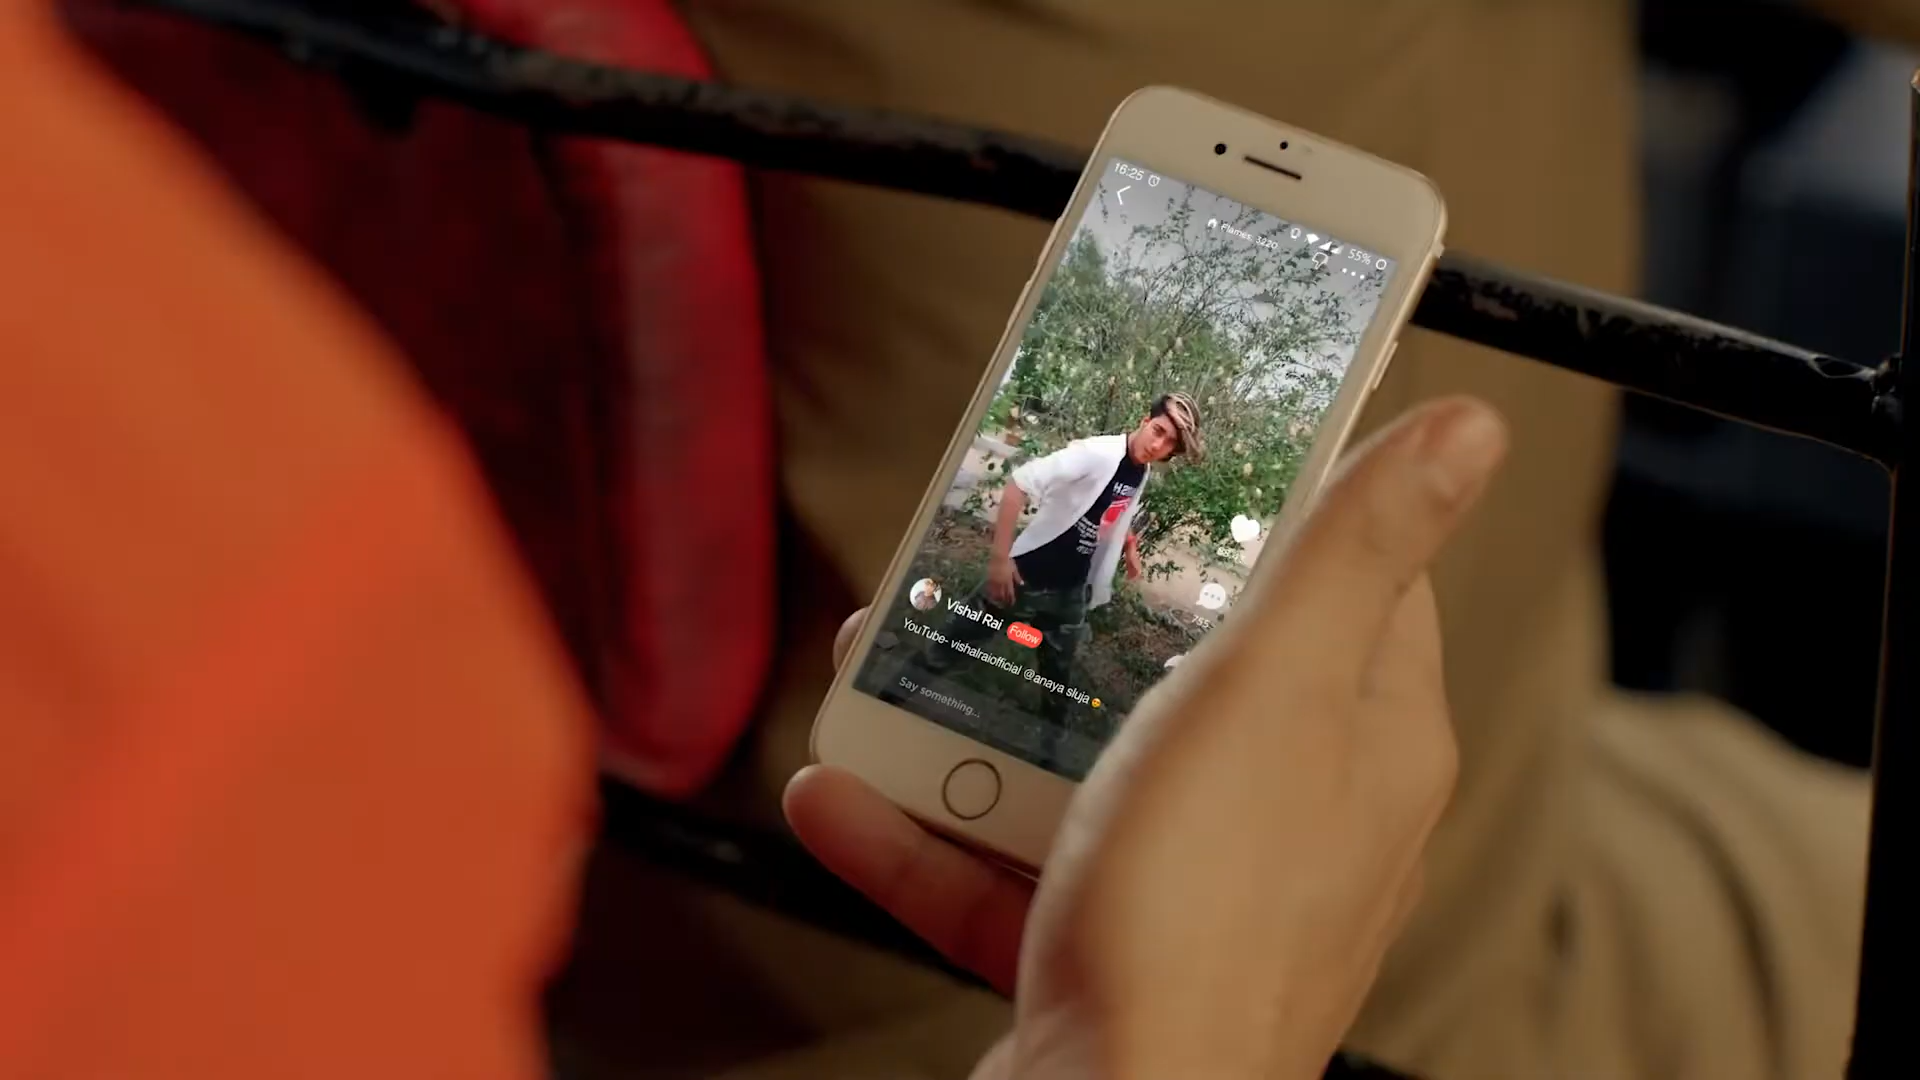 16:25
Flames, 3220
55%
Vishal Rai
Follow
YouTube- vishalraiofficial @anaya sluja 😍
Say something...